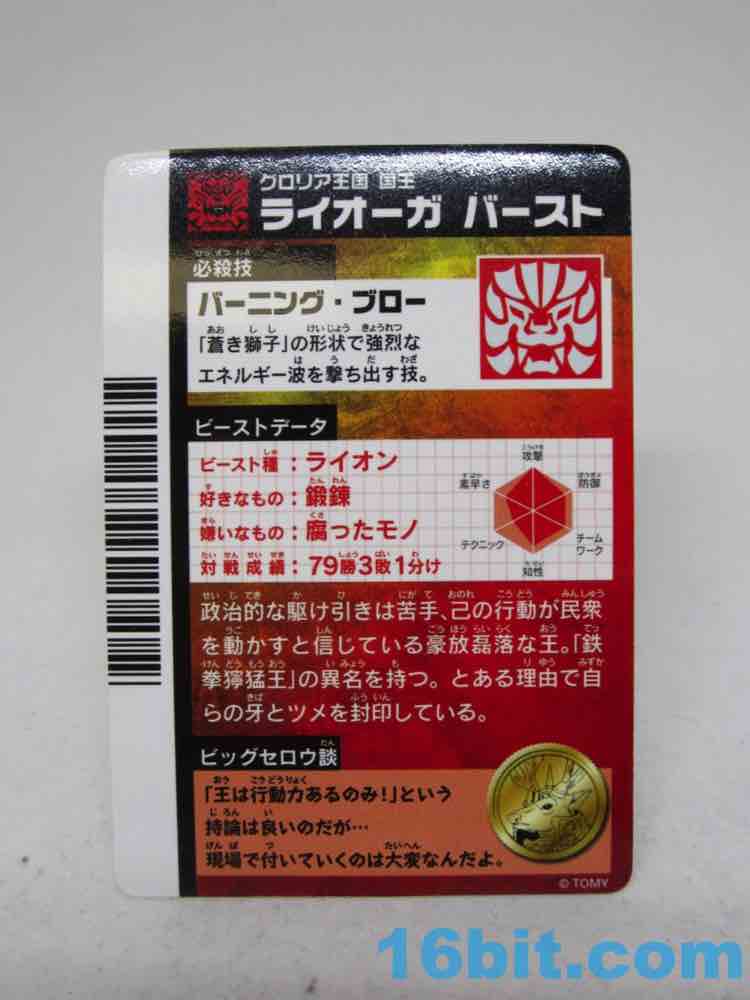 グロリア王国 国王
ライオーガ バースト
必殺技
バーニング・ブロー
「蒼き獅子」の形状で強烈な
エネルギー波を撃ち出す技。
ビーストデータ
ビースト種：ライオン
好きなもの：鍛錬
嫌いなもの：腐ったモノ
対戦成績：79勝3敗1分け
攻撃
素早さ
防御
テクニック
チーム
ワーク
知性
政治的な駆け引きは苦手、己の行動が民衆
を動かすと信じている豪放磊落な王。「鉄
拳獰猛王」の異名を持つ。とある理由で自
らの牙とツメを封印している。
ビッグセロウ談
「王は行動力あるのみ！」という
持論は良いのだが…
現場で付いていくのは大変なんだよ。
© TOMY
16bit.com